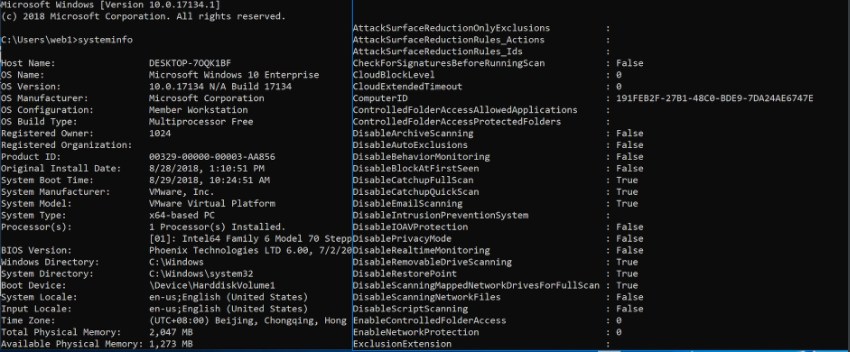 Microsoft Windows [Version 10.0.17134.1]
(c) 2018 Microsoft Corporation. All rights reserved.
C:\Users\web1>systeminfo
Host Name: DESKTOP-7OQK1BF
OS Name: Microsoft Windows 10 Enterprise
OS Version: 10.0.17134 N/A Build 17134
OS Manufacturer: Microsoft Corporation
OS Configuration: Member Workstation
OS Build Type: Multiprocessor Free
Registered Owner: 1024
Registered Organization:
Product ID: 00329-00000-00003-AA856
Original Install Date: 8/28/2018, 1:10:51 PM
System Boot Time: 8/29/2018, 10:24:51 AM
System Manufacturer: VMware, Inc.
System Model: VMware Virtual Platform
System Type: x64-based PC
Processor(s): 1 Processor(s) Installed.
[01]: Intel64 Family 6 Model 70 Stepp
BIOS Version: Phoenix Technologies LTD 6.00, 7/2/20
Windows Directory: C:\Windows
System Directory: C:\Windows\system32
Boot Device: \Device\HarddiskVolume1
System Locale: en-us;English (United States)
Input Locale: en-us;English (United States)
Time Zone: (UTC+08:00) Beijing, Chongqing, Hong
Total Physical Memory: 2,047 MB
Available Physical Memory: 1,273 MB
AttackSurfaceReductionOnlyExclusions :
AttackSurfaceReductionRules_Actions :
AttackSurfaceReductionRules_Ids :
CheckForSignaturesBeforeRunningScan : False
CloudBlockLevel : 0
CloudExtendedTimeout : 0
ComputerID : 191FEB2F-27B1-48C0-8DE9-7DA24AE6747E
ControlledFolderAccessAllowedApplications :
ControlledFolderAccessProtectedFolders :
DisableArchiveScanning : False
DisableAutoExclusions : False
DisableBehaviorMonitoring : False
DisableBlockAtFirstSeen : False
DisableCatchupFullScan : True
DisableCatchupQuickScan : True
DisableEmailScanning : True
DisableIntrusionPreventionSystem :
DisableIOAVProtection : False
DisablePrivacyMode : False
DisableRealtimeMonitoring : False
DisableRemovableDriveScanning : True
DisableRestorePoint : True
DisableScanningMappedNetworkDrivesForFullScan : True
DisableScanningNetworkFiles : False
DisableScriptScanning : False
EnableControlledFolderAccess : 0
EnableNetworkProtection : 0
ExclusionExtension :